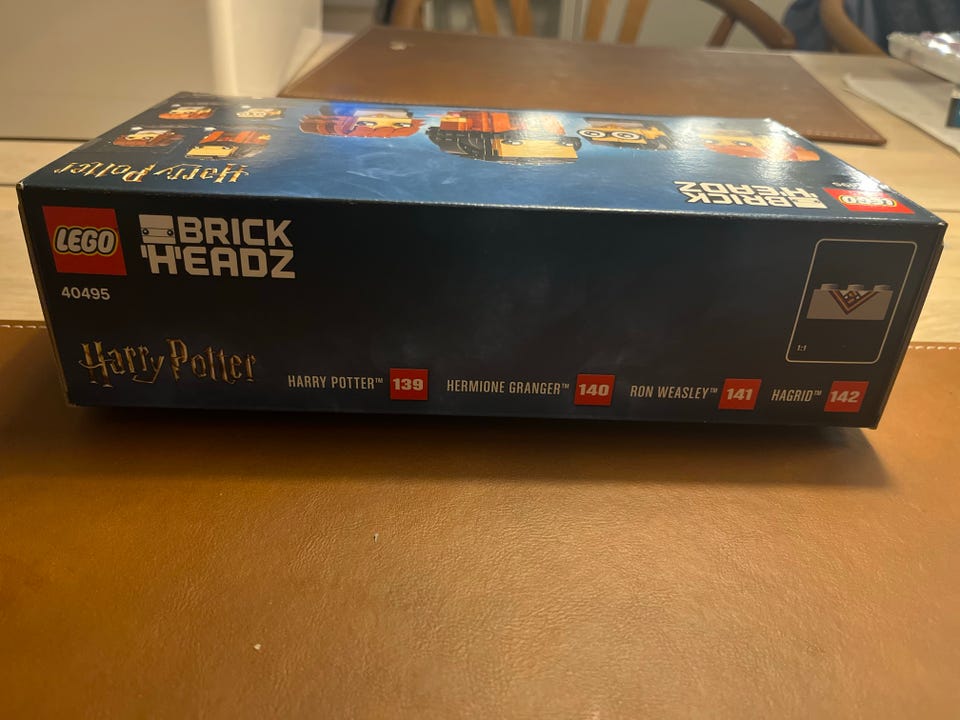 Harry Potter
BRICK
HEADZ
LEGO
LEGO
BRICK
'H'EADZ
40495
Harry Potter
HARRY POTTER™ 139
HERMIONE GRANGER™ 140
RON WEASLEY™ 141
HAGRID™ 142
1:1